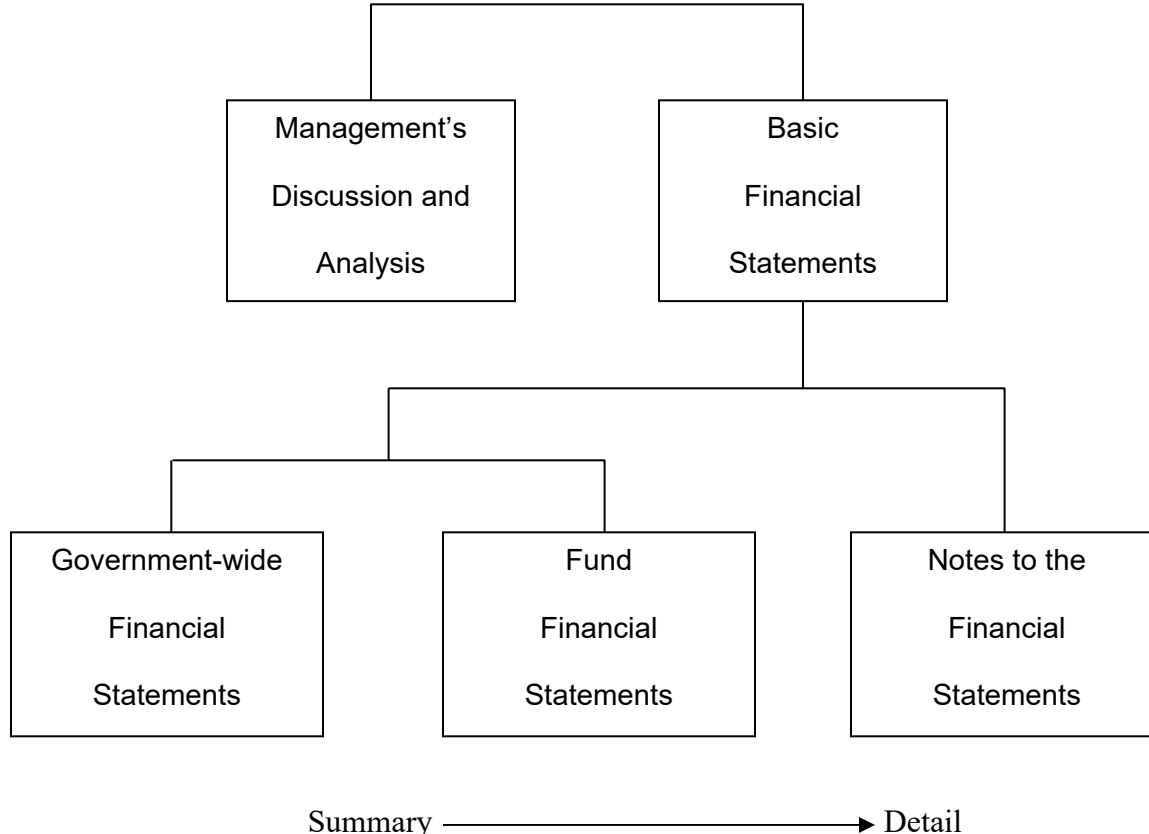 Management’s
Discussion and
Analysis
Basic
Financial
Statements
Government-wide
Financial
Statements
Fund
Financial
Statements
Notes to the
Financial
Statements
Summary
Detail